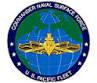 COMMANDER NAVAL SURFACE FORCE
U.S. PACIFIC FLEET